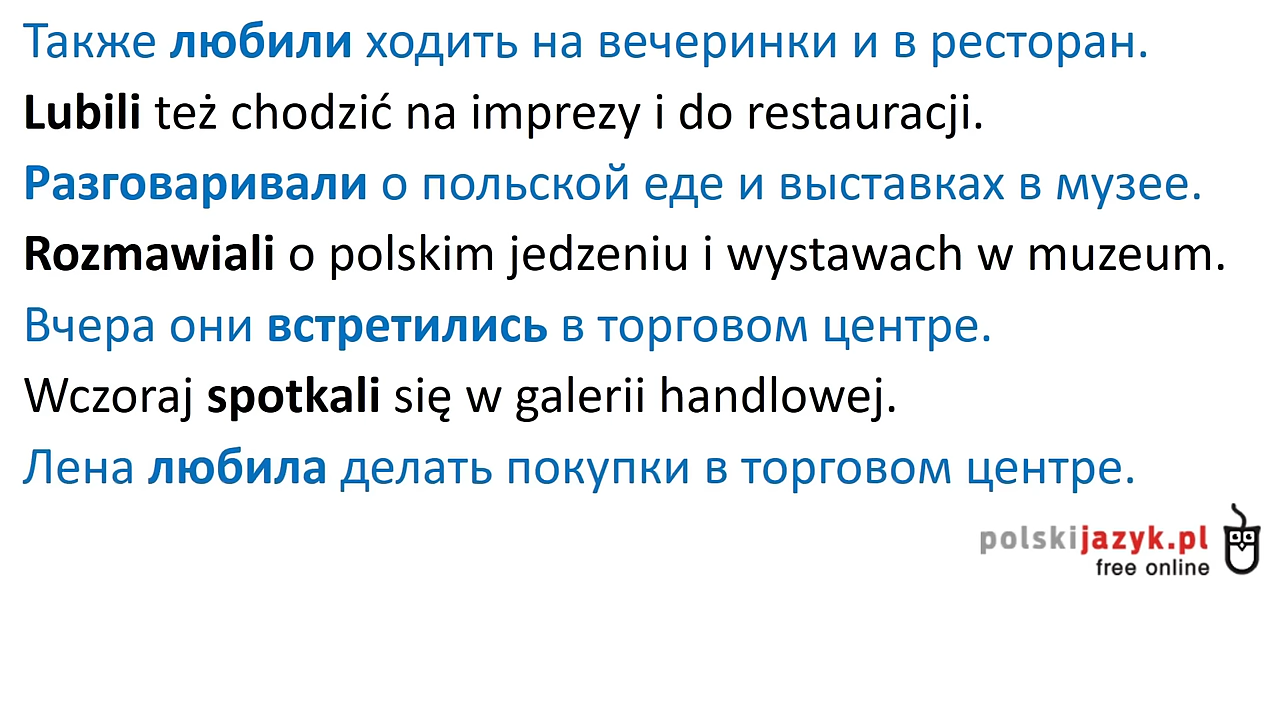 Также любили ходить на вечеринки и в ресторан.
Lubili też chodzić na imprezy i do restauracji.
Разговаривали о польской еде и выставках в музее.
Rozmawiali o polskim jedzeniu i wystawach w muzeum.
Вчера они встретились в торговом центре.
Wczoraj spotkali się w galerii handlowej.
Лена любила делать покупки в торговом центре.
polskijazyk.pl
free online